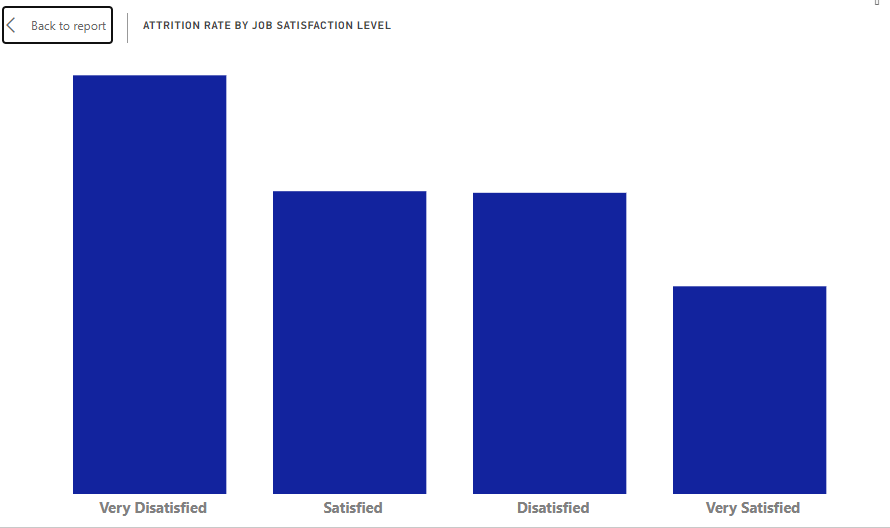 Back to report
ATTRITION RATE BY JOB SATISFACTION LEVEL
Very Disatisfied
Satisfied
Disatisfied
Very Satisfied